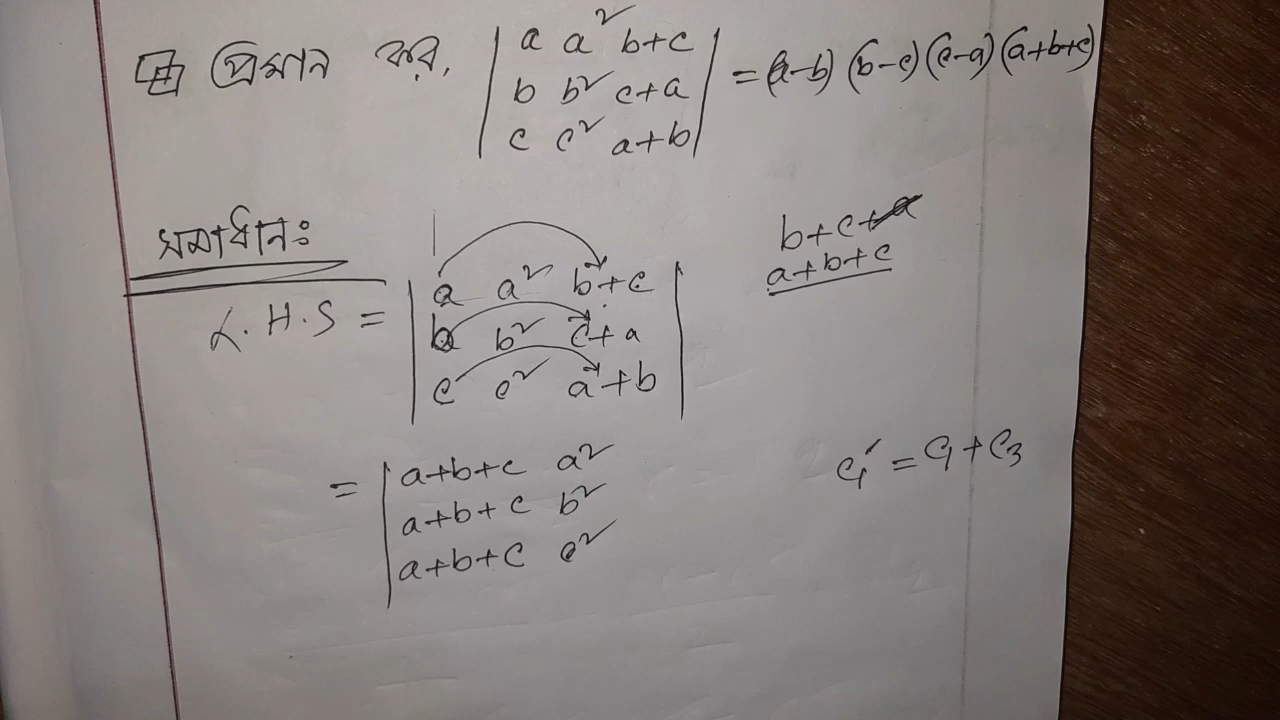 প্রমান কর, | a a² b+c | = (a-b) (b-c) (c-a) (a+b+c)
| b b² c+a |
| c c² a+b |
সমাধানঃ
b+c+a
a+b+c
L.H.S = | a a² b+c |
| b b² c+a |
| c c² a+b |
= | a+b+c a²
| a+b+c b²
| a+b+c c²
C₁′ = C₁+C₃